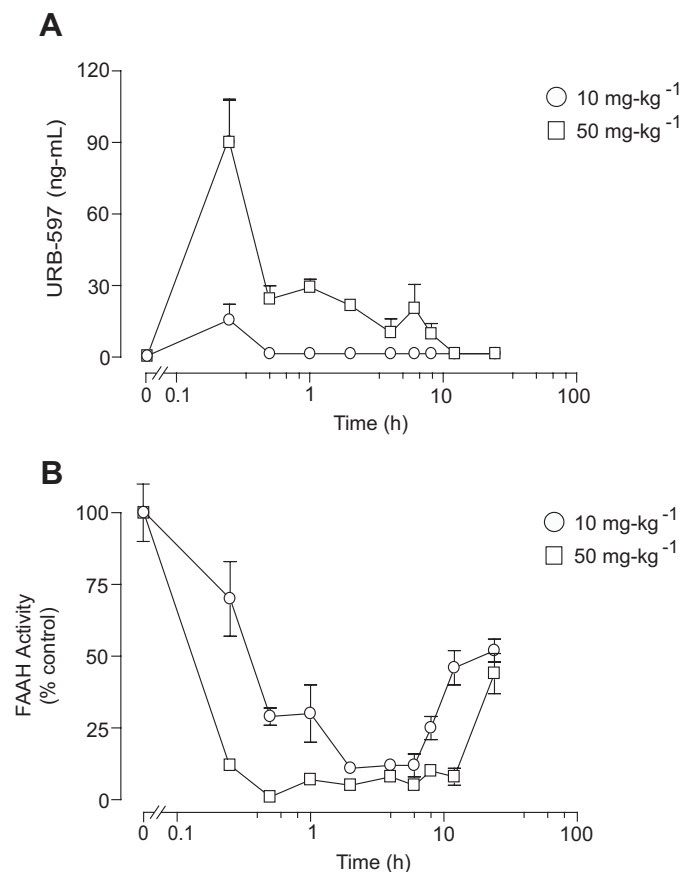 A
120
90
60
30
0
URB-597 (ng-mL)
0 0.1 1 10 100
Time (h)
10 mg-kg⁻¹
50 mg-kg⁻¹
B
100
75
50
25
0
FAAH Activity
(% control)
0 0.1 1 10 100
Time (h)
10 mg-kg⁻¹
50 mg-kg⁻¹